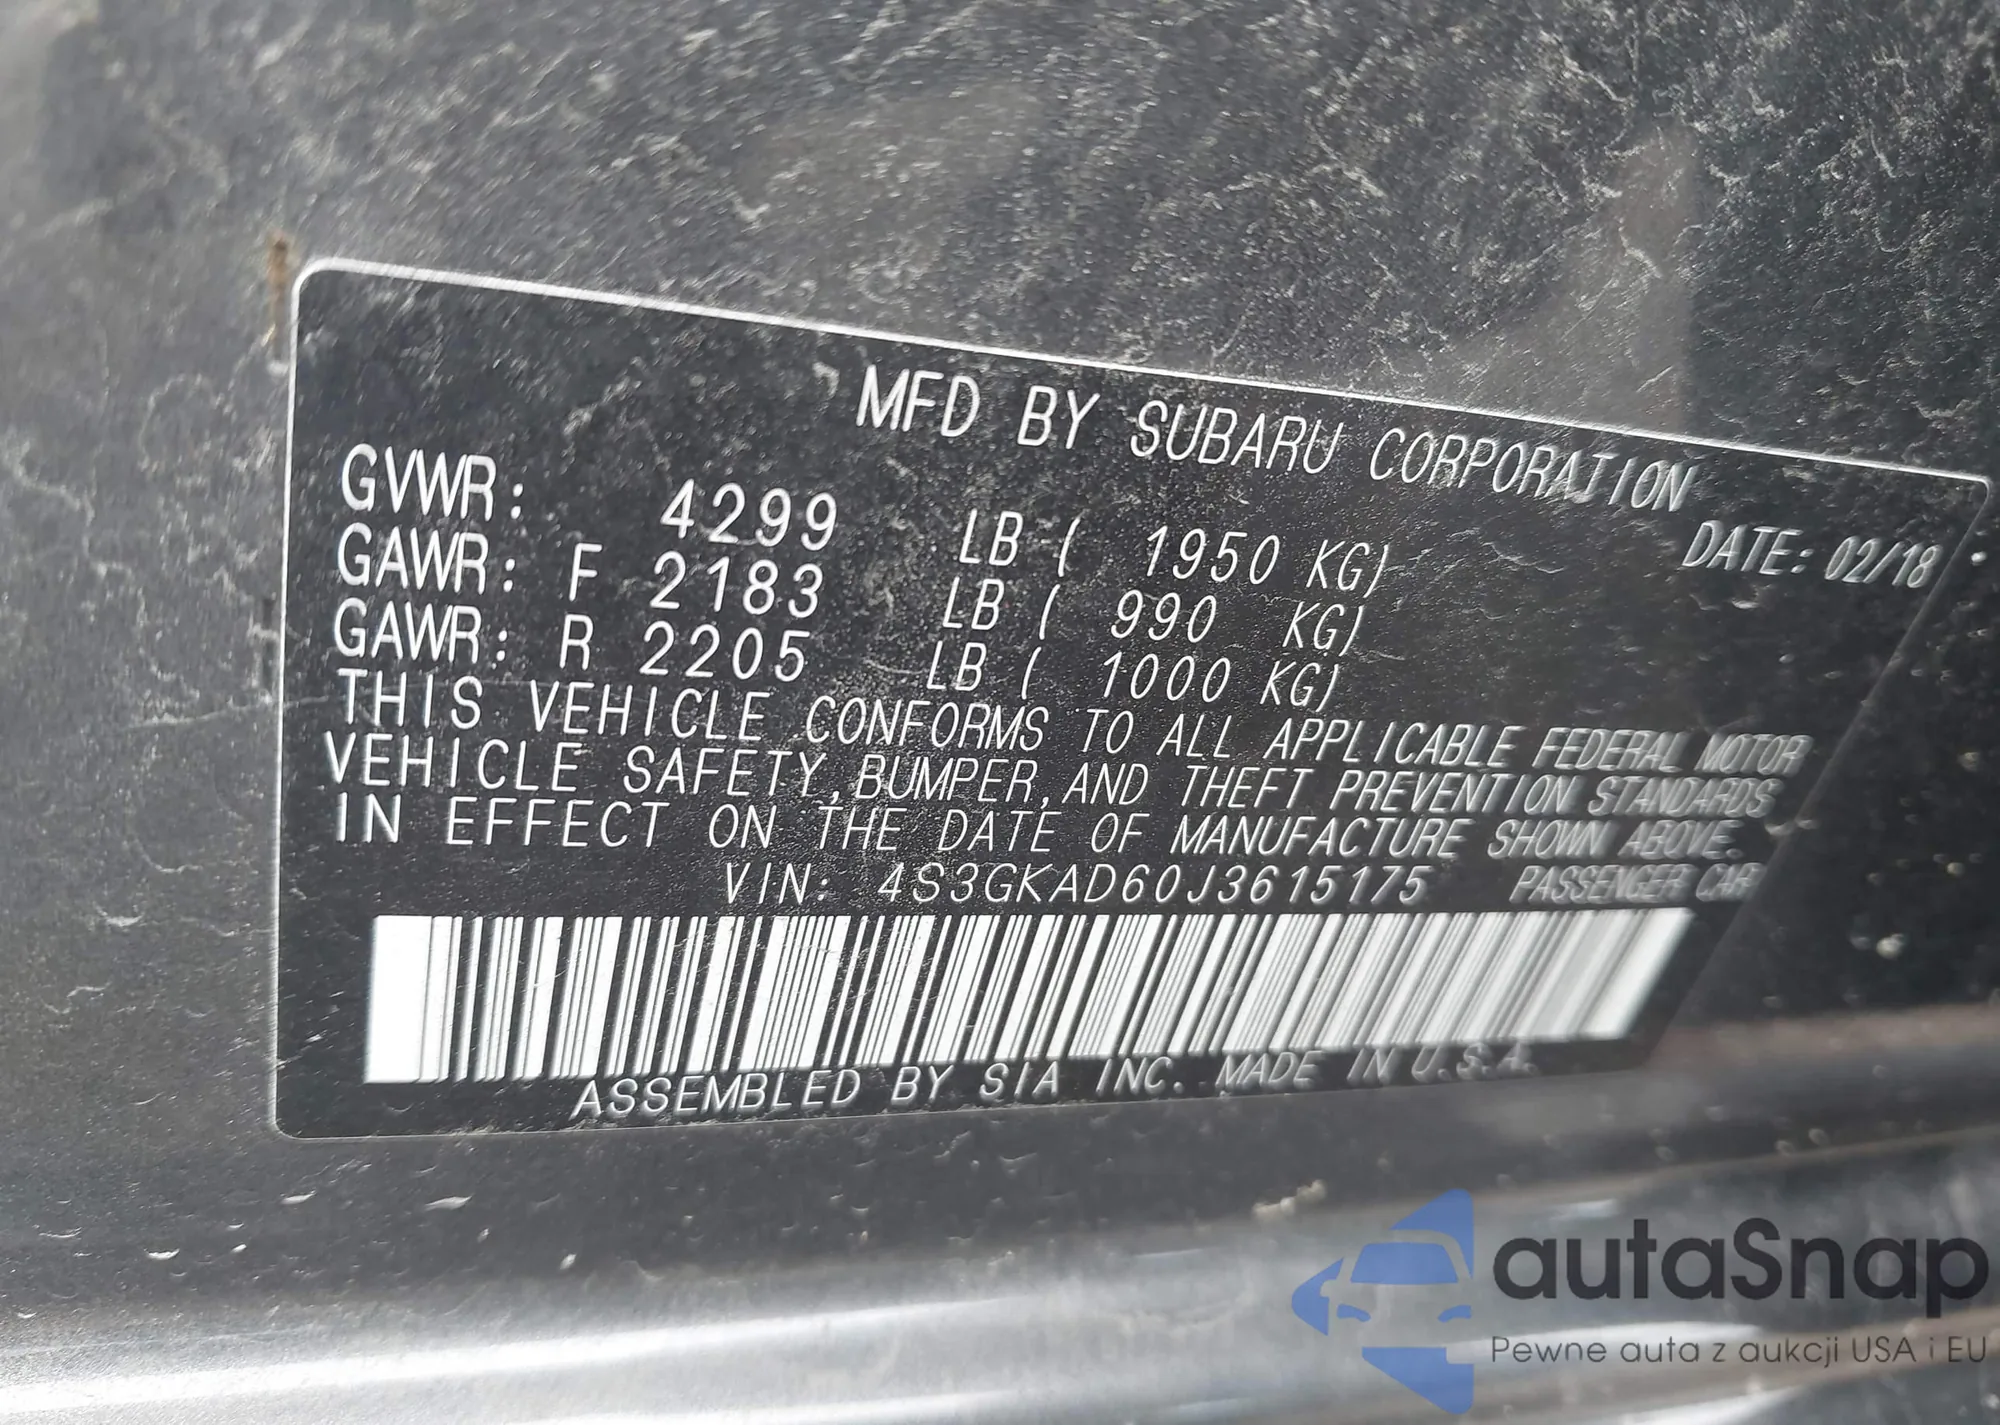 MFD BY SUBARU CORPORATION
GVWR: 4299 LB ( 1950 KG) DATE: 02/18
GAWR: F 2183 LB ( 990 KG)
GAWR: R 2205 LB ( 1000 KG)
THIS VEHICLE CONFORMS TO ALL APPLICABLE FEDERAL MOTOR
VEHICLE SAFETY, BUMPER, AND THEFT PREVENTION STANDARDS
IN EFFECT ON THE DATE OF MANUFACTURE SHOWN ABOVE.
VIN: 4S3GKAD60J3615175 PASSENGER CAR
ASSEMBLED BY SIA INC. MADE IN U.S.A.
autaSnap
Pewne auta z aukcji USA i EU